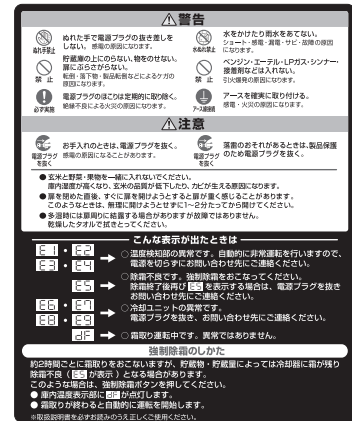 ⚠警告
ぬれ手禁止
ぬれた手で電源プラグの抜き差しを
しない。感電の原因になります。
水ぬれ禁止
水をかけたり雨水をあてない。
ショート・感電・漏電・サビ・故障の原因
になります。
禁止
貯蔵庫の上にのらない、物をのせない。
扉にぶらさがらない。
転倒・落下物・製品転倒などによるケガの
原因になります。
禁止
ベンジン・エーテル・LPガス・シンナー・
接着剤などは入れない。
引火爆発の原因になります。
必ず実施
電源プラグのほこりは定期的に取り除く。
絶縁不良による火災の原因になります。
アース線接続
アースを確実に取り付ける。
感電・火災の原因になります。
⚠注意
電源プラグ
を抜く
お手入れのときは、電源プラグを抜く。
感電の原因になることがあります。
電源プラグ
を抜く
落雷のおそれがあるときは、製品保護
のため電源プラグを抜く。
● 玄米と野菜・果物を一緒に入れないでください。
庫内湿度が高くなり、玄米の品質が低下したり、カビが生える原因になります。
● 扉を閉めた直後、すぐに扉を開けようとすると扉が重く感じることがあります。
このようなときは、無理に開けようとせずに1〜2分たってから開けてください。
● 多湿時には扉周りに結露する場合がありますが故障ではありません。
乾燥したタオルで拭きとってください。
こんな表示が出たときは
E1・E2
E3・E4
→ ○温度検知部の異常です。自動的に非常運転を行いますので、
電源を切らずにお問い合わせ先にご連絡ください。
E5 → ○除霜不良です。強制除霜をおこなってください。
除霜終了後再びE5を表示する場合は、電源プラグを抜き
お問い合わせ先にご連絡ください。
E6・E7
E8・E9
→ ○冷却ユニットの異常です。
電源プラグを抜き、お問い合わせ先にご連絡ください。
dF → ○霜取り運転中です。異常ではありません。
強制除霜のしかた
約2時間ごとに霜取りをおこないますが、貯蔵物・貯蔵量によっては冷却器に霜が残り
除霜不良（E5が表示）となる場合があります。
このような場合は、強制除霜ボタンを押してください。
● 庫内温度表示部にdFが点灯します。
● 霜取りが終わると自動的に運転を開始します。
※取扱説明書を必ずお読みのうえ正しくご使用ください。